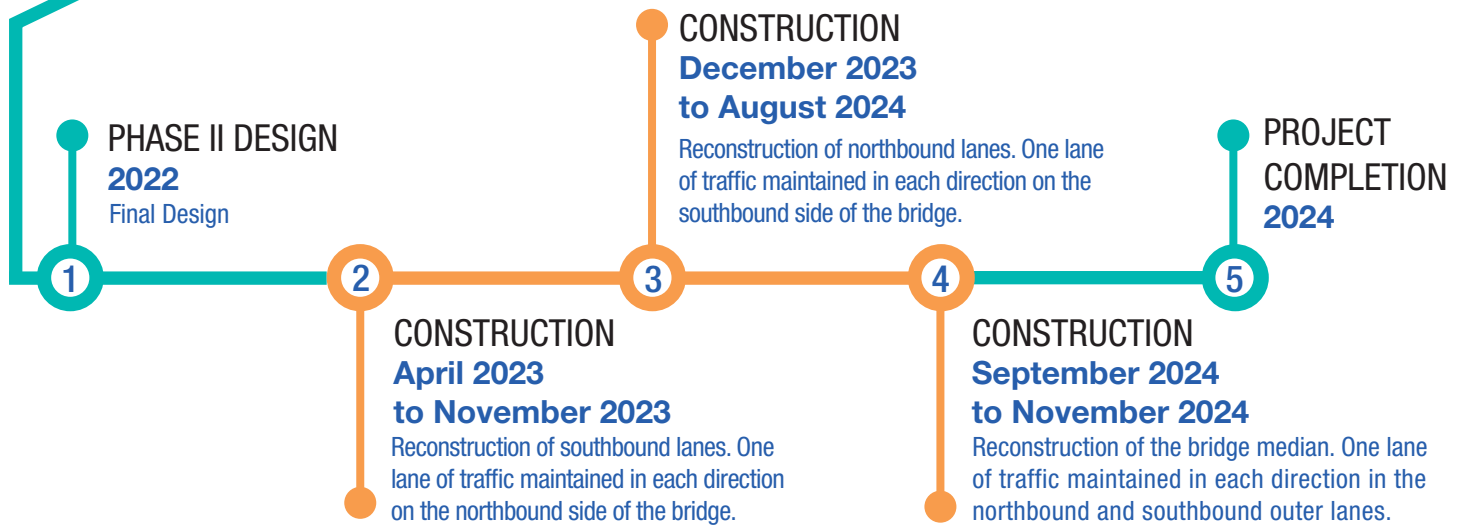 PHASE II DESIGN
2022
Final Design
1
CONSTRUCTION
April 2023
to November 2023
Reconstruction of southbound lanes. One
lane of traffic maintained in each direction
on the northbound side of the bridge.
2
CONSTRUCTION
December 2023
to August 2024
Reconstruction of northbound lanes. One lane
of traffic maintained in each direction on the
southbound side of the bridge.
3
CONSTRUCTION
September 2024
to November 2024
Reconstruction of the bridge median. One lane
of traffic maintained in each direction in the
northbound and southbound outer lanes.
4
PROJECT
COMPLETION
2024
5